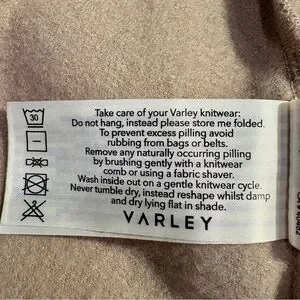 30
Take care of your Varley knitwear:
Do not hang, instead please store me folded.
To prevent excess pilling avoid
rubbing from bags or belts.
Remove any naturally occurring pilling
by brushing gently with a knitwear
comb or using a fabric shaver.
Wash inside out on a gentle knitwear cycle.
Never tumble dry, instead reshape whilst damp
and dry lying flat in shade.
VARLEY